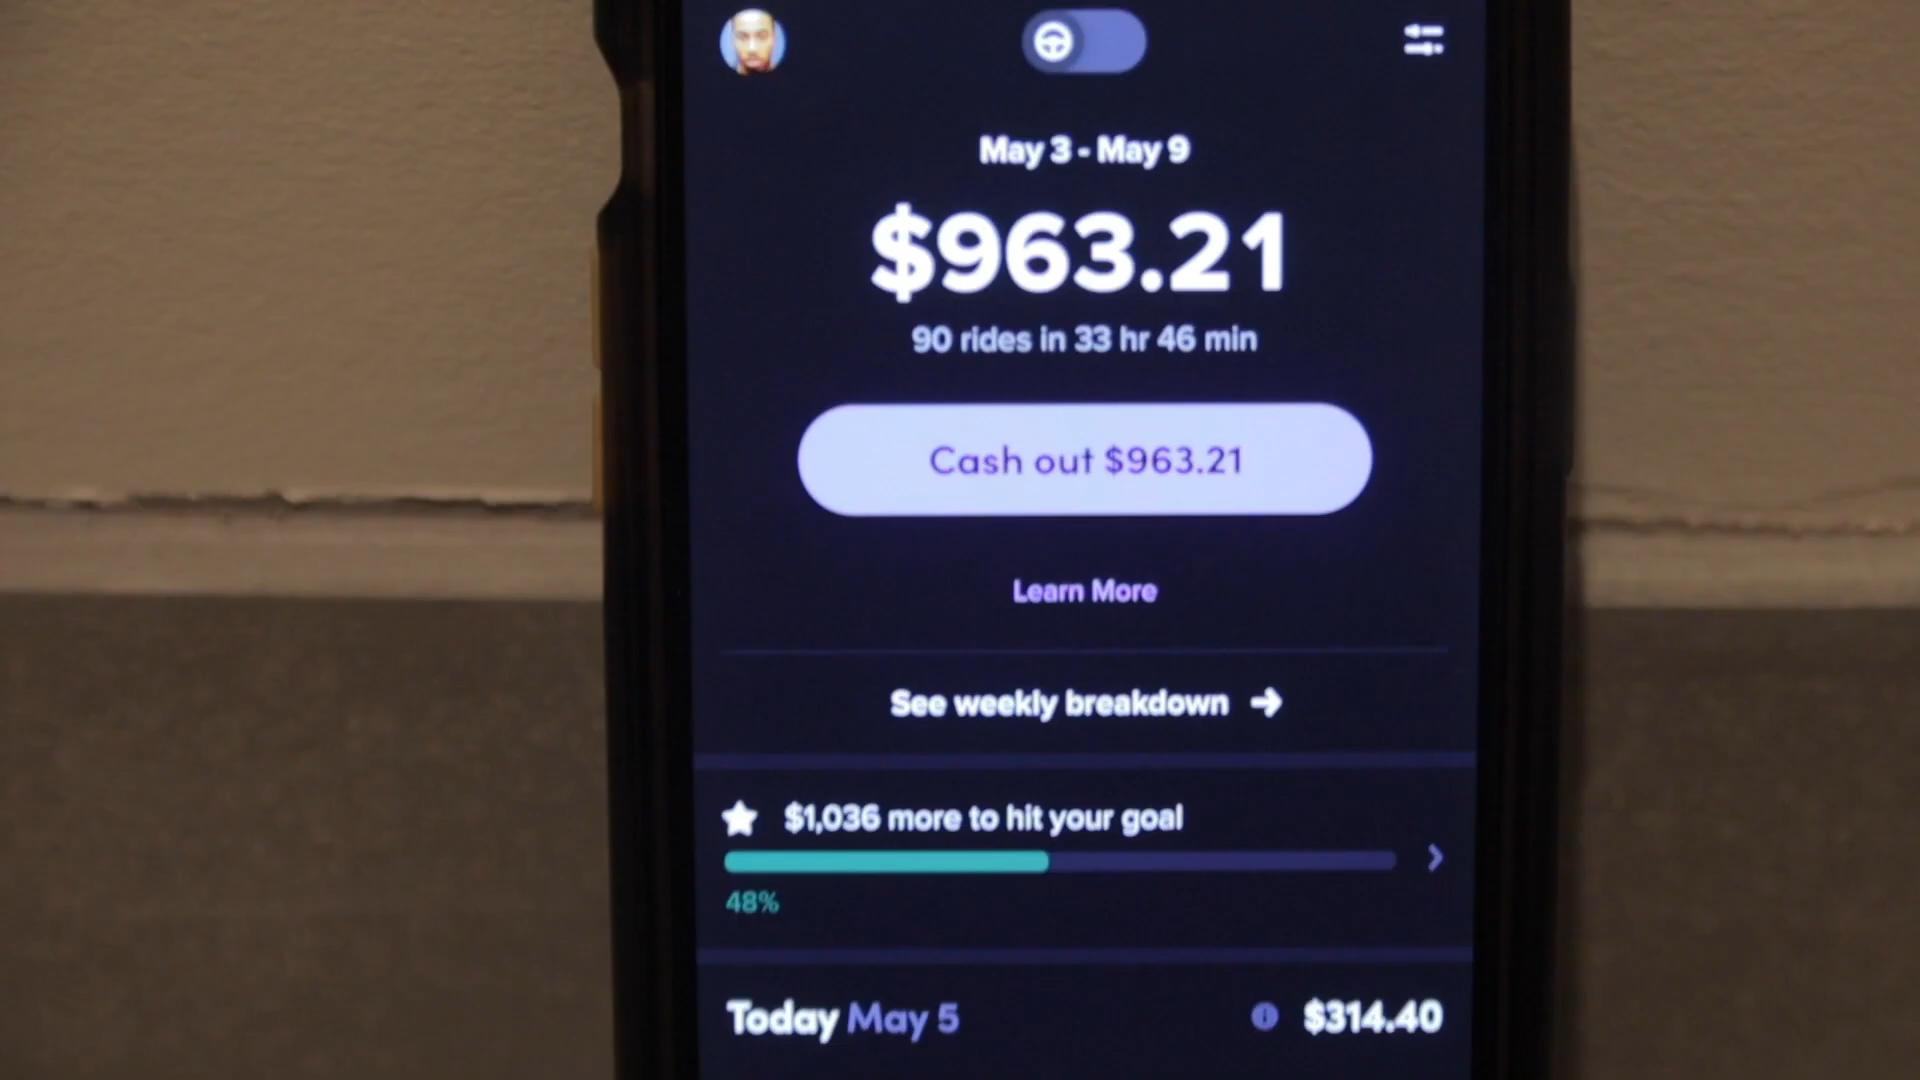 May 3 - May 9
$963.21
90 rides in 33 hr 46 min
Cash out $963.21
Learn More
See weekly breakdown
$1,036 more to hit your goal
48%
Today May 5 $314.40